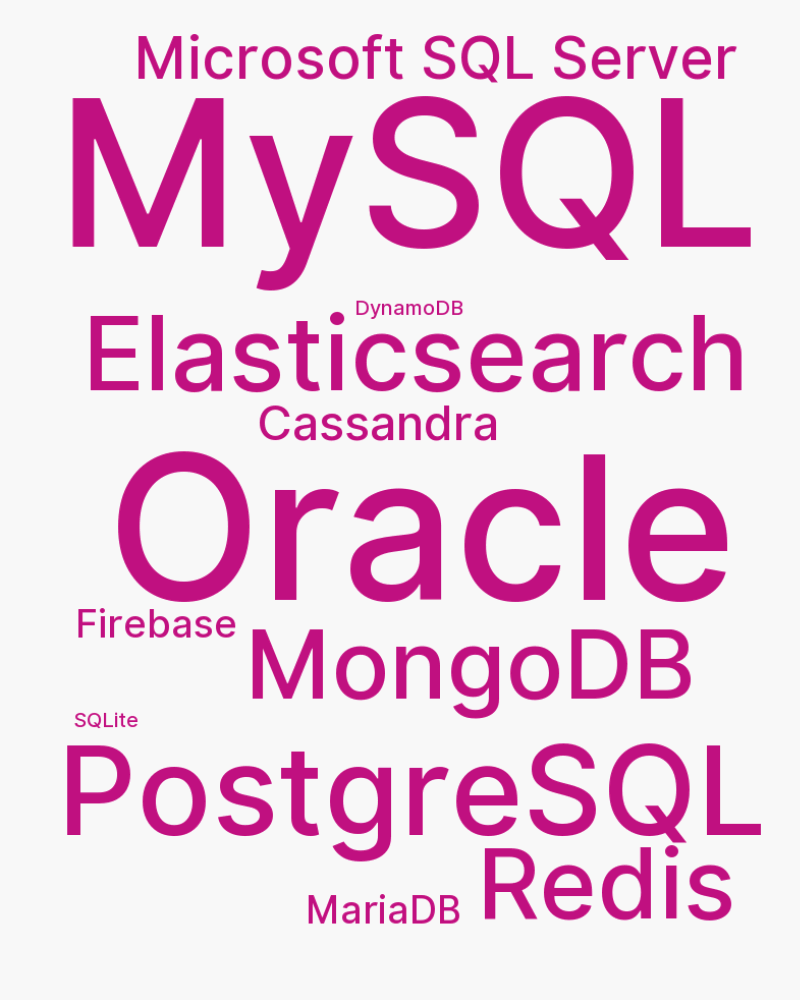 Microsoft SQL Server
MySQL
DynamoDB
Elasticsearch
Cassandra
Oracle
Firebase
MongoDB
SQLite
PostgreSQL
Redis
MariaDB